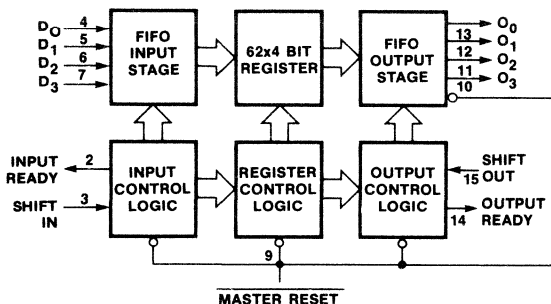 D0 4
D1 5
D2 6
D3 7
FIFO
INPUT
STAGE
62x4 BIT
REGISTER
FIFO
OUTPUT
STAGE
O0
13 O1
12 O2
11 O3
10
INPUT
READY
2
SHIFT
IN
3
INPUT
CONTROL
LOGIC
REGISTER
CONTROL
LOGIC
OUTPUT
CONTROL
LOGIC
15 SHIFT
OUT
14 OUTPUT
READY
9
MASTER RESET